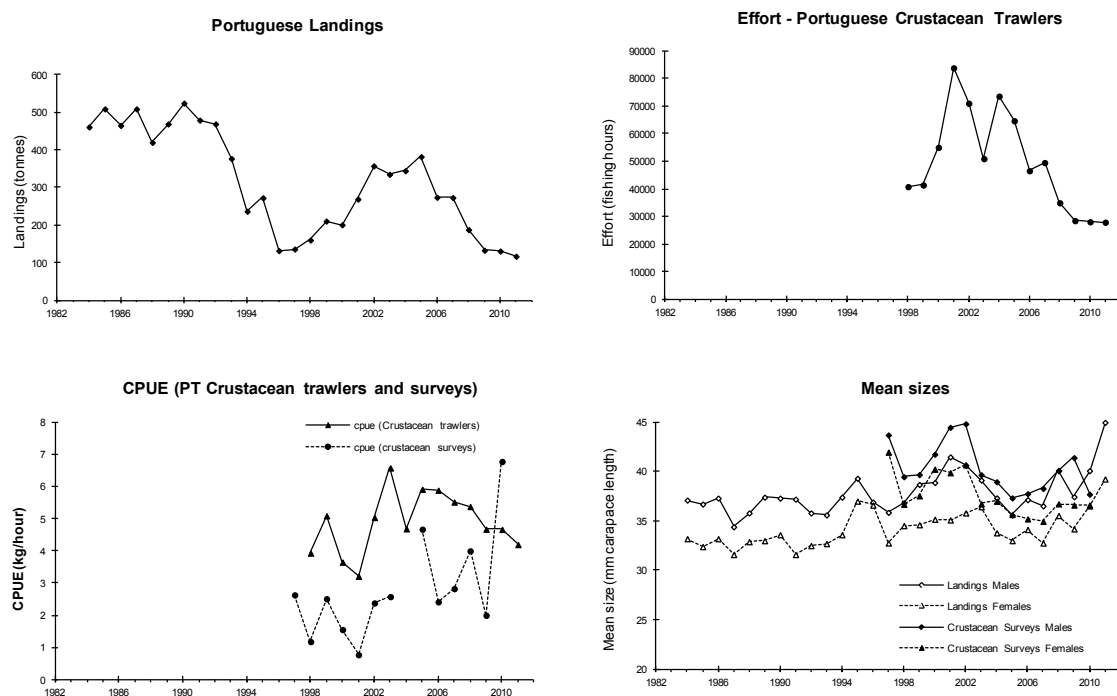 Portuguese Landings
Landings (tonnes)
600
500
400
300
200
100
0
1982 1986 1990 1994 1998 2002 2006 2010
Effort - Portuguese Crustacean Trawlers
Effort (fishing hours)
90000
80000
70000
60000
50000
40000
30000
20000
10000
0
1982 1986 1990 1994 1998 2002 2006 2010
CPUE (PT Crustacean trawlers and surveys)
CPUE (kg/hour)
8
7
6
5
4
3
2
1
0
cpue (Crustacean trawlers)
cpue (crustacean surveys)
1982 1986 1990 1994 1998 2002 2006 2010
Mean sizes
Mean size (mm carapace length)
45
40
35
30
25
20
Landings Males
Landings Females
Crustacean Surveys Males
Crustacean Surveys Females
1982 1986 1990 1994 1998 2002 2006 2010